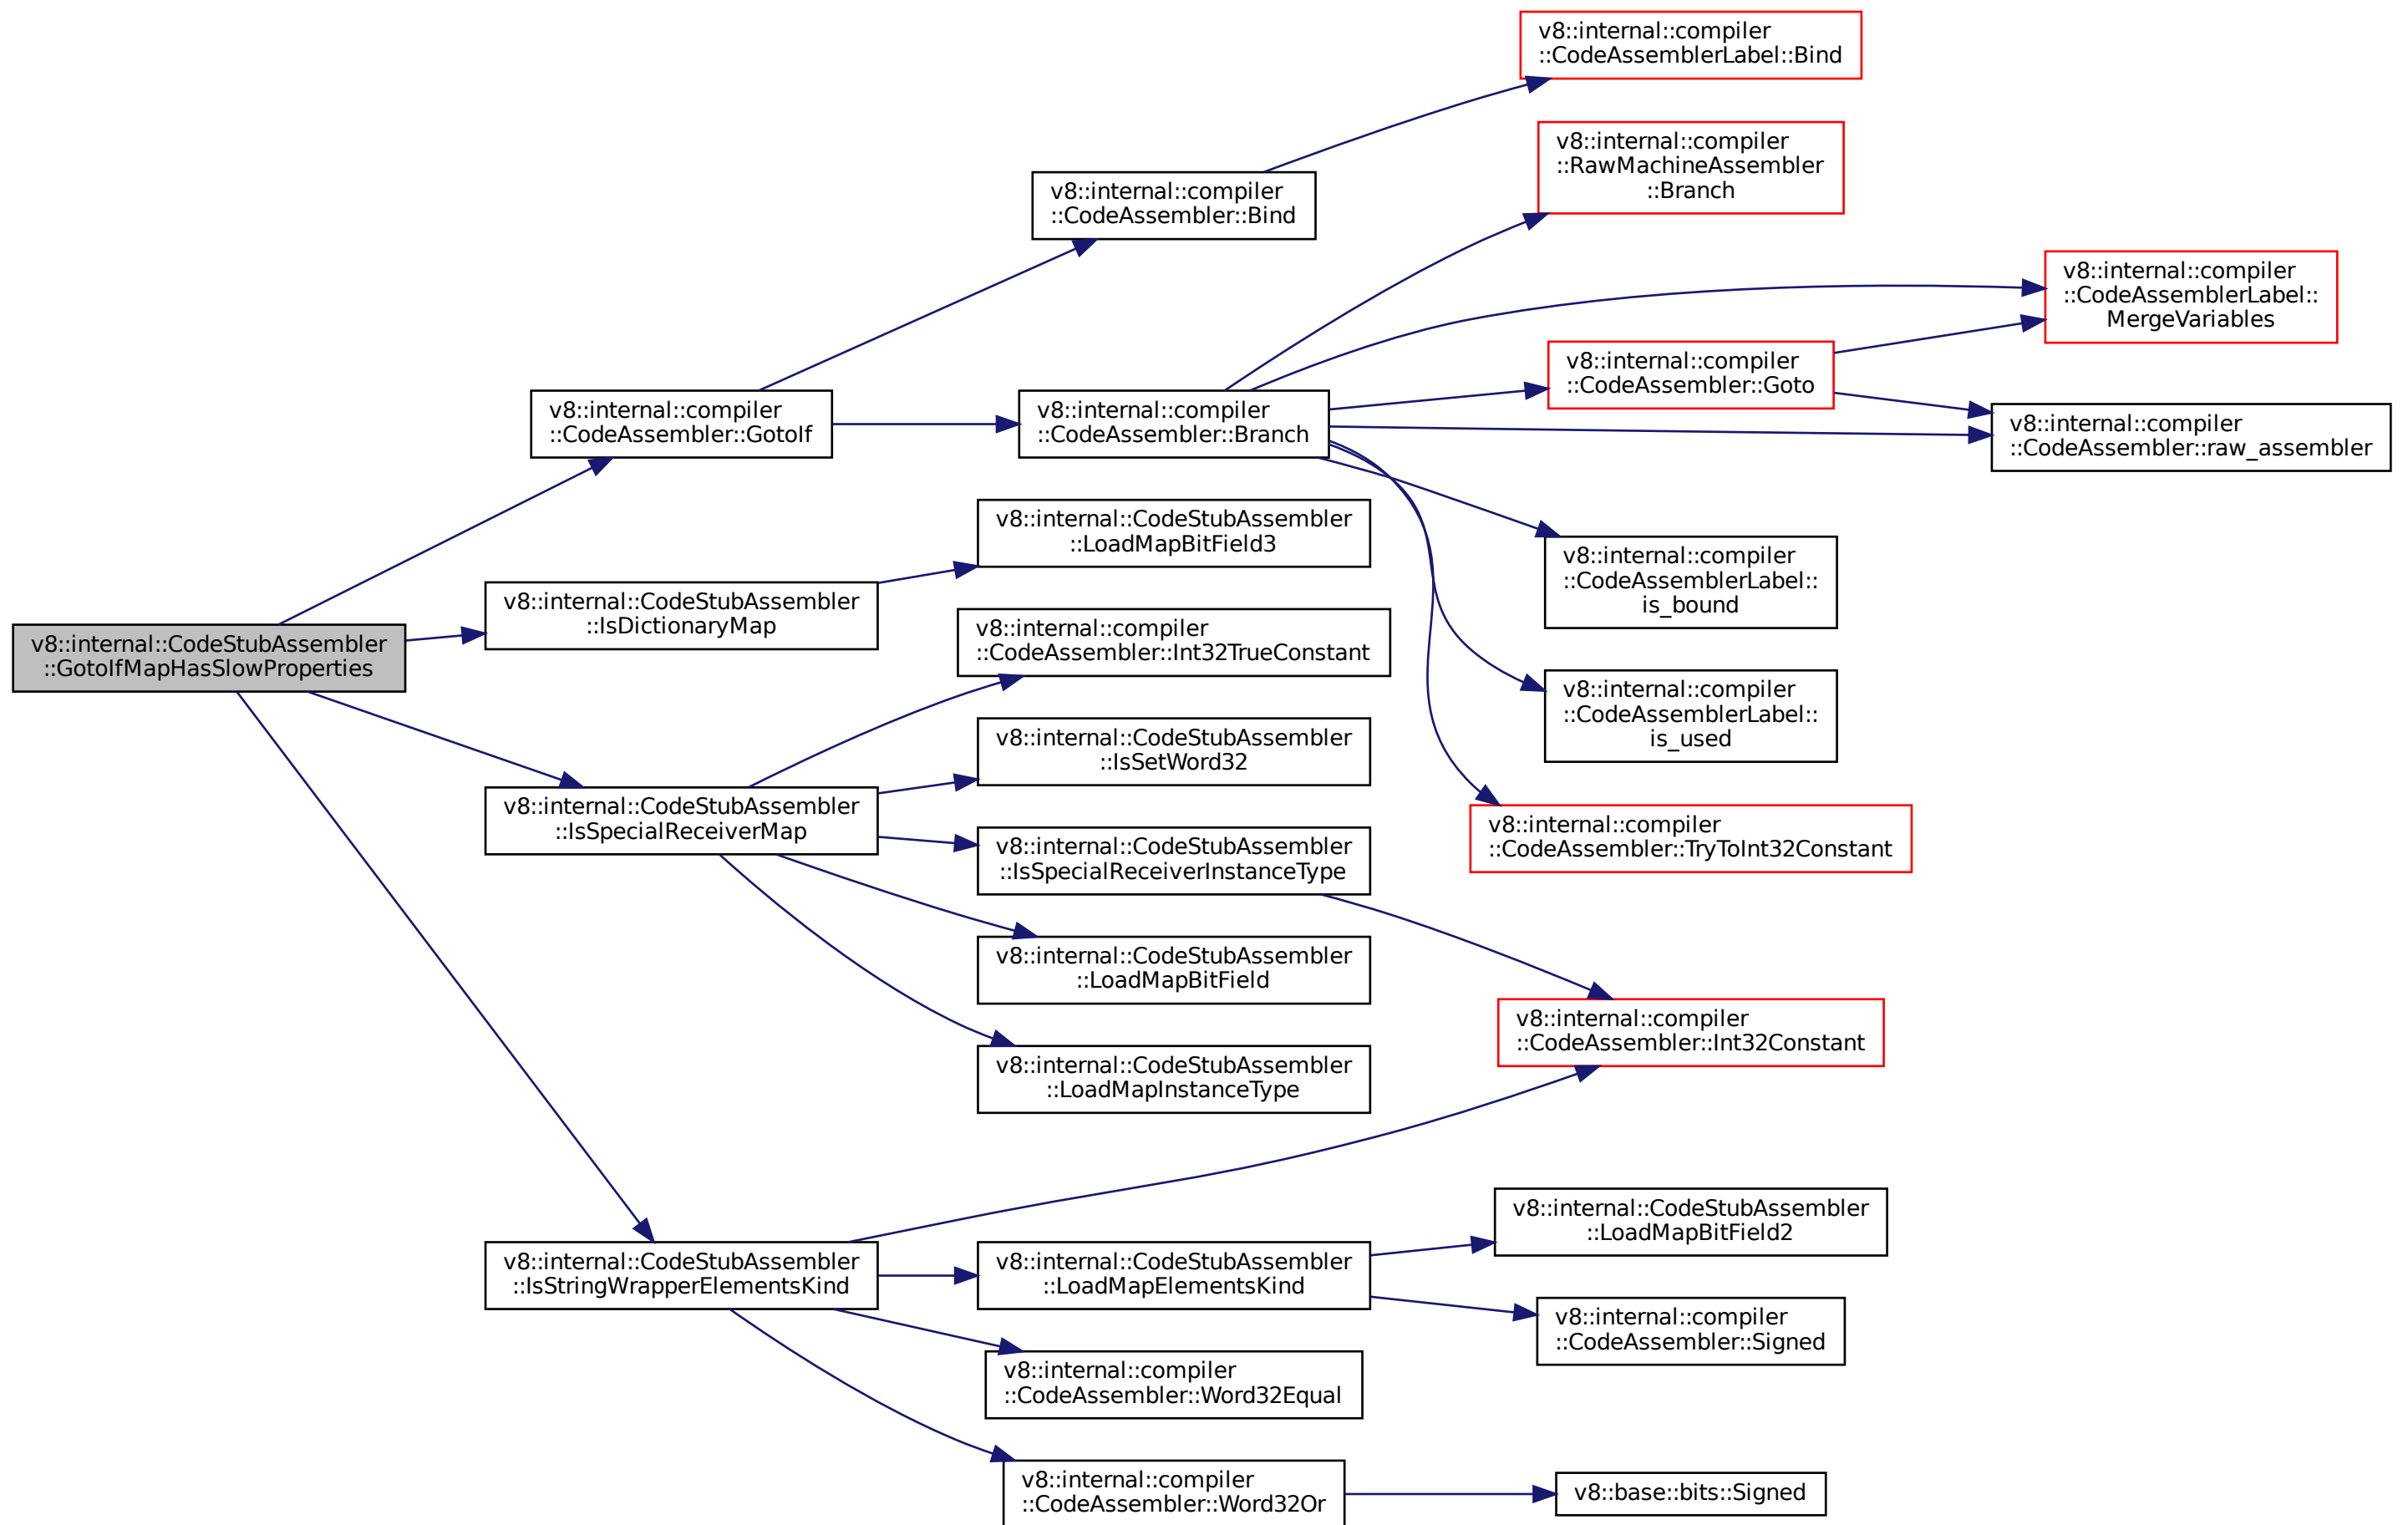 v8::internal::compiler
::CodeAssemblerLabel::Bind
v8::internal::compiler
::RawMachineAssembler
::Branch
v8::internal::compiler
::CodeAssembler::Bind
v8::internal::compiler
::CodeAssemblerLabel::
MergeVariables
v8::internal::compiler
::CodeAssembler::Goto
v8::internal::compiler
::CodeAssembler::GotoIf
v8::internal::compiler
::CodeAssembler::Branch
v8::internal::compiler
::CodeAssembler::raw_assembler
v8::internal::CodeStubAssembler
::LoadMapBitField3
v8::internal::compiler
::CodeAssemblerLabel::
is_bound
v8::internal::CodeStubAssembler
::IsDictionaryMap
v8::internal::compiler
::CodeAssembler::Int32TrueConstant
v8::internal::CodeStubAssembler
::GotoIfMapHasSlowProperties
v8::internal::compiler
::CodeAssemblerLabel::
is_used
v8::internal::CodeStubAssembler
::IsSetWord32
v8::internal::CodeStubAssembler
::IsSpecialReceiverMap
v8::internal::compiler
::CodeAssembler::TryToInt32Constant
v8::internal::CodeStubAssembler
::IsSpecialReceiverInstanceType
v8::internal::CodeStubAssembler
::LoadMapBitField
v8::internal::compiler
::CodeAssembler::Int32Constant
v8::internal::CodeStubAssembler
::LoadMapInstanceType
v8::internal::CodeStubAssembler
::LoadMapBitField2
v8::internal::CodeStubAssembler
::IsStringWrapperElementsKind
v8::internal::CodeStubAssembler
::LoadMapElementsKind
v8::internal::compiler
::CodeAssembler::Signed
v8::internal::compiler
::CodeAssembler::Word32Equal
v8::internal::compiler
::CodeAssembler::Word32Or
v8::base::bits::Signed